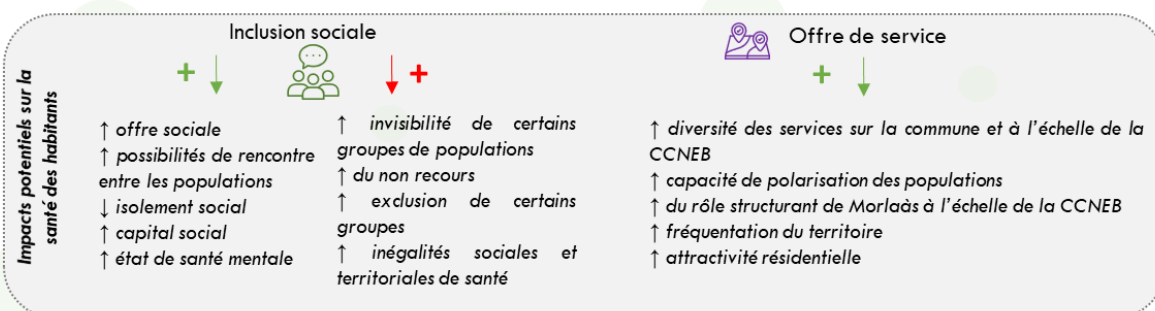 Impacts potentiels sur la
santé des habitants
Inclusion sociale
+
↑ offre sociale
↑ possibilités de rencontre
entre les populations
↓ isolement social
↑ capital social
↑ état de santé mentale
+
↑ invisibilité de certains
groupes de populations
↑ du non recours
↑ exclusion de certains
groupes
↑ inégalités sociales et
territoriales de santé
Offre de service
+
↑ diversité des services sur la commune et à l'échelle de la
CCNEB
↑ capacité de polarisation des populations
↑ du rôle structurant de Morlaàs à l'échelle de la CCNEB
↑ fréquentation du territoire
↑ attractivité résidentielle